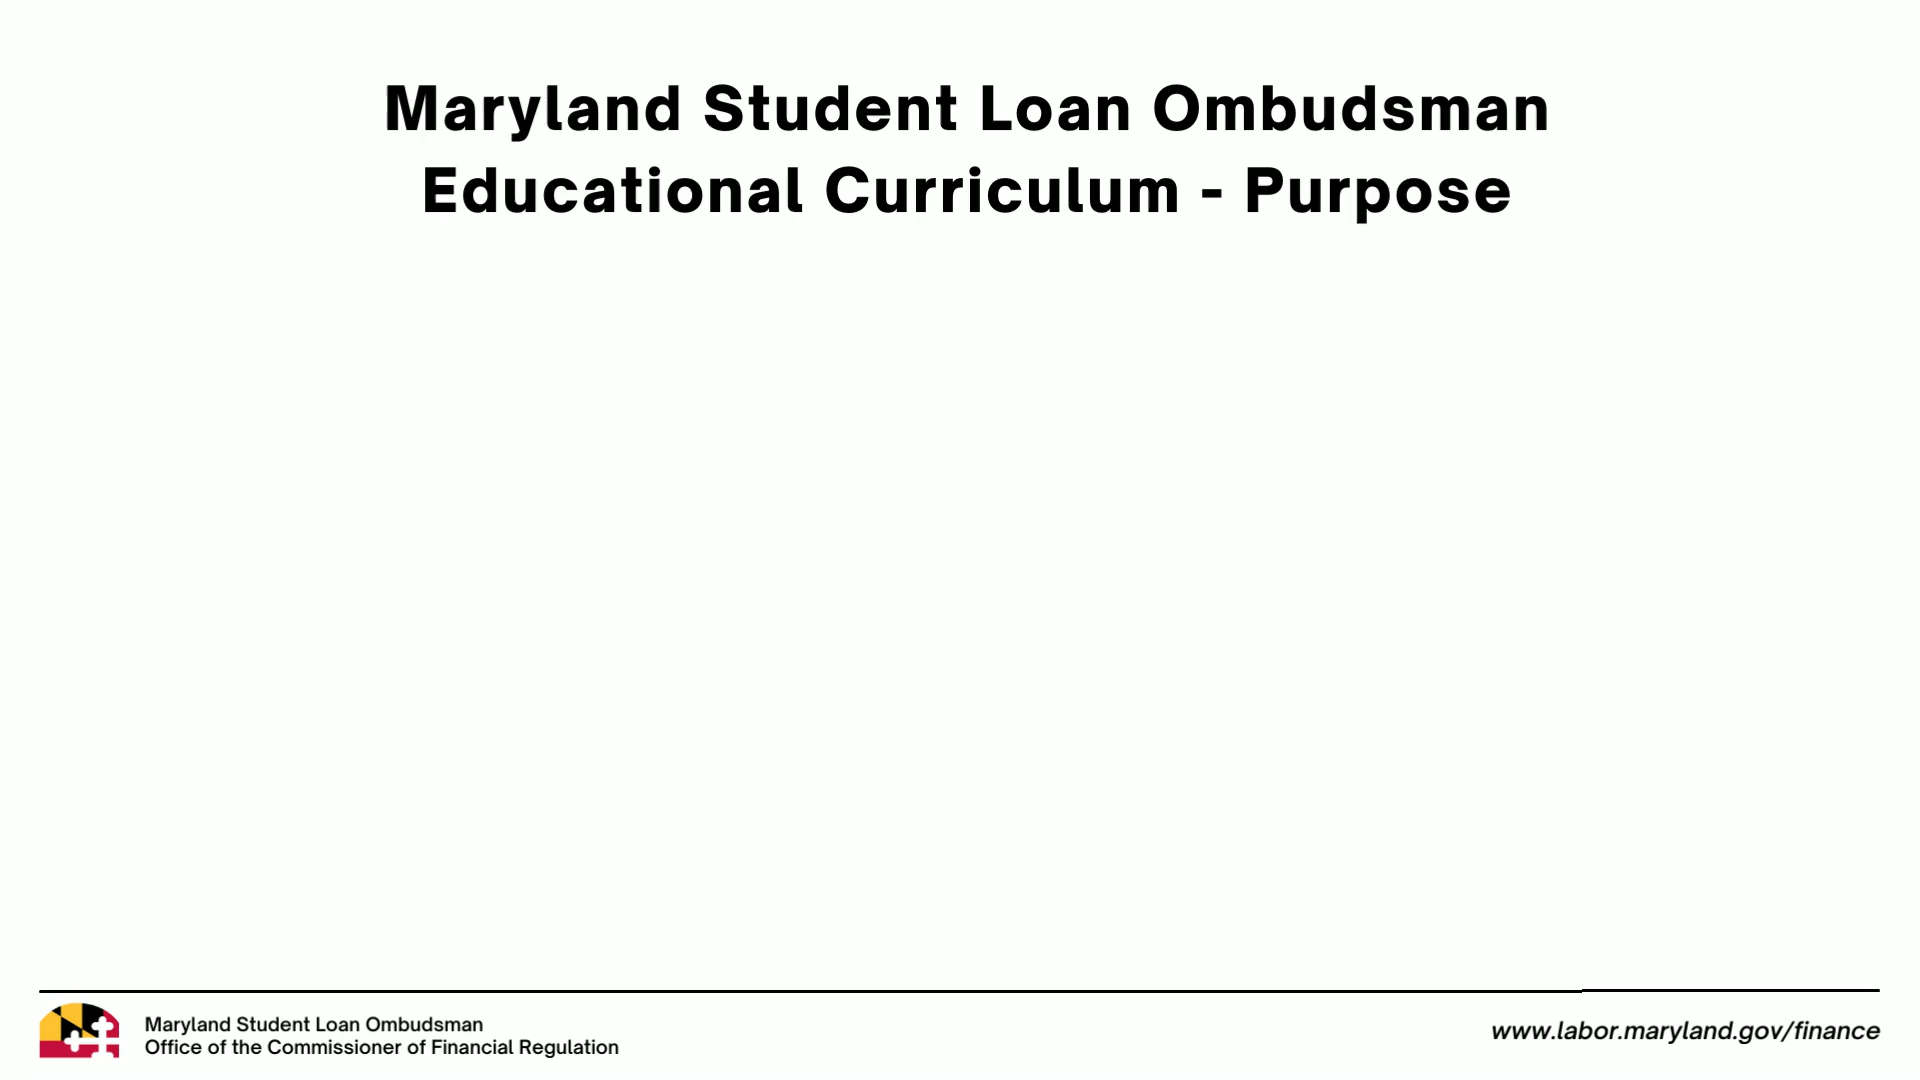 Maryland Student Loan Ombudsman
Educational Curriculum - Purpose
Maryland Student Loan Ombudsman
Office of the Commissioner of Financial Regulation
www.labor.maryland.gov/finance